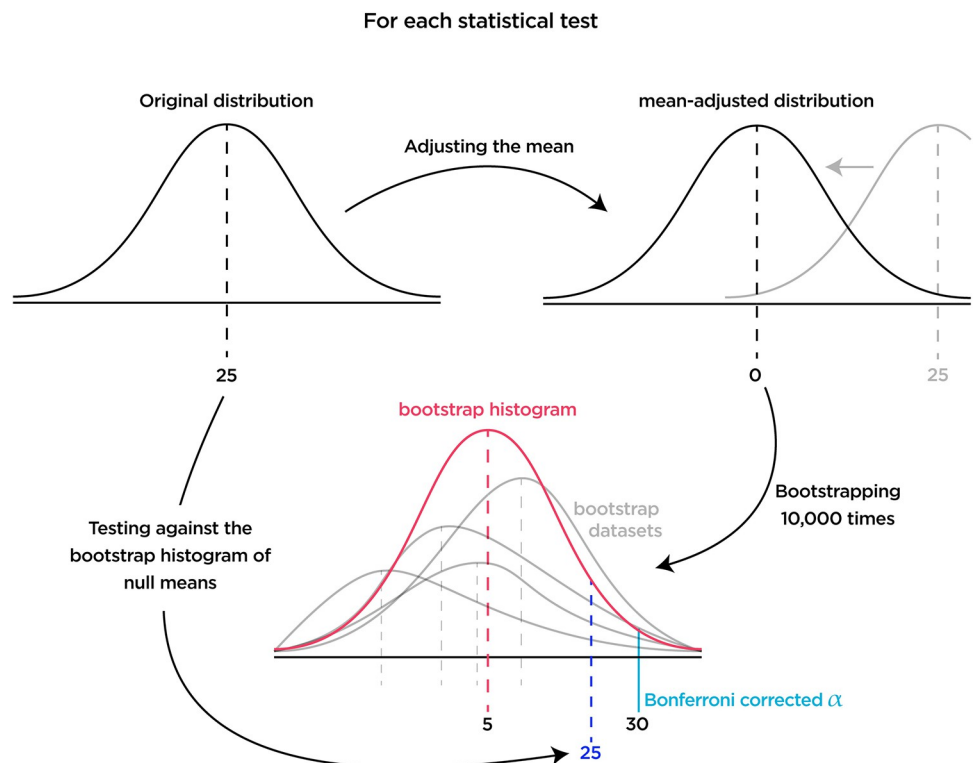 For each statistical test
Original distribution
mean-adjusted distribution
Adjusting the mean
25
0
25
bootstrap histogram
bootstrap
datasets
Bootstrapping
10,000 times
Testing against the
bootstrap histogram of
null means
Bonferroni corrected α
5
30
25